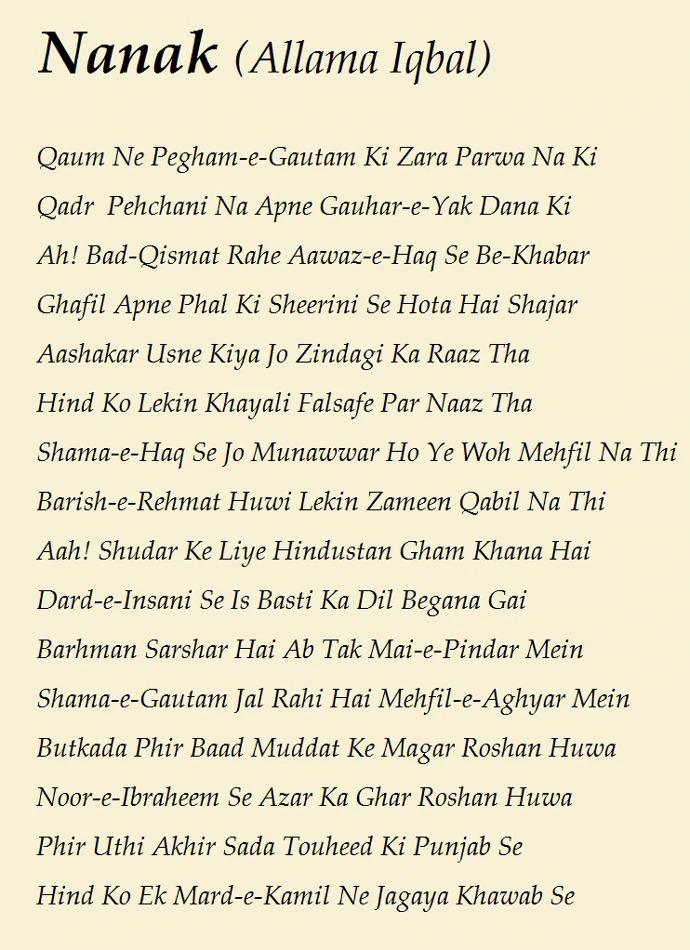 Nanak (Allama Iqbal)
Qaum Ne Pegham-e-Gautam Ki Zara Parwa Na Ki
Qadr Pehchani Na Apne Gauhar-e-Yak Dana Ki
Ah! Bad-Qismat Rahe Aawaz-e-Haq Se Be-Khabar
Ghafil Apne Phal Ki Sheerini Se Hota Hai Shajar
Aashakar Usne Kiya Jo Zindagi Ka Raaz Tha
Hind Ko Lekin Khayali Falsafe Par Naaz Tha
Shama-e-Haq Se Jo Munawwar Ho Ye Woh Mehfil Na Thi
Barish-e-Rehmat Huwi Lekin Zameen Qabil Na Thi
Aah! Shudar Ke Liye Hindustan Gham Khana Hai
Dard-e-Insani Se Is Basti Ka Dil Begana Gai
Barhman Sarshar Hai Ab Tak Mai-e-Pindar Mein
Shama-e-Gautam Jal Rahi Hai Mehfil-e-Aghyar Mein
Butkada Phir Baad Muddat Ke Magar Roshan Huwa
Noor-e-Ibraheem Se Azar Ka Ghar Roshan Huwa
Phir Uthi Akhir Sada Touheed Ki Punjab Se
Hind Ko Ek Mard-e-Kamil Ne Jagaya Khawab Se